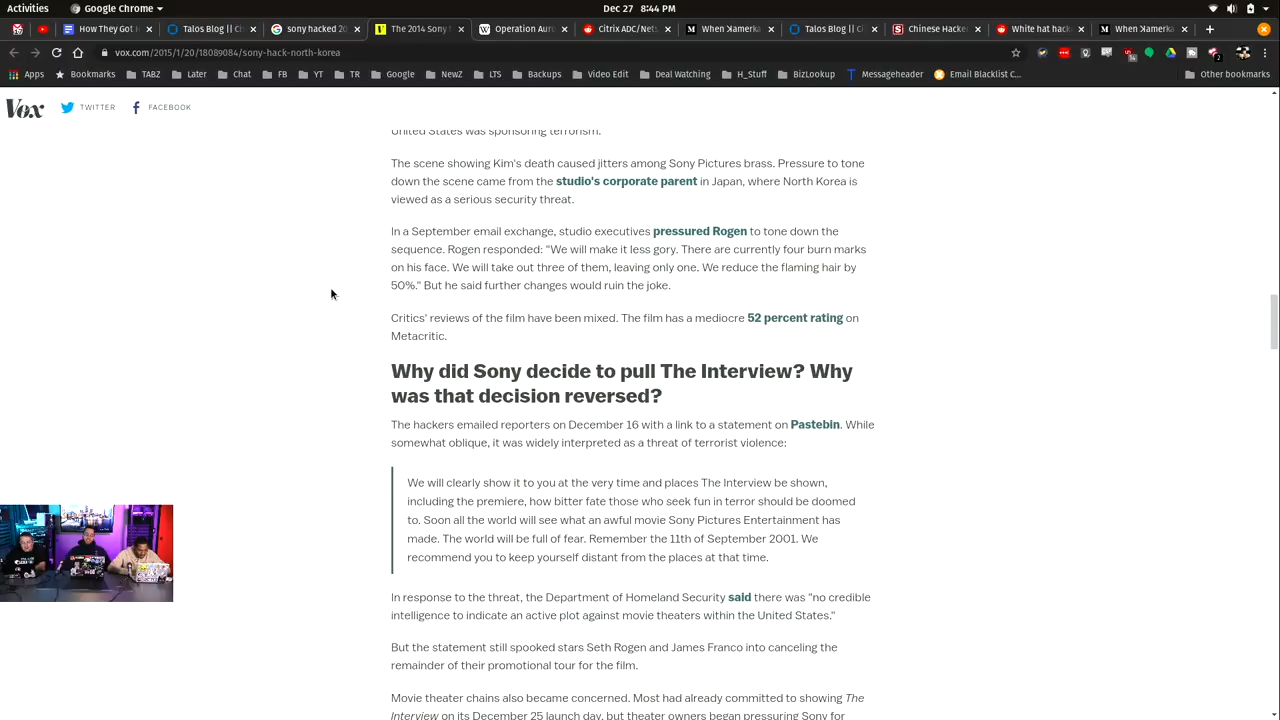 Activities
Google Chrome
Dec 27 8:44 PM
How They Got H
Talos Blog || Ci
sony hacked 20
The 2014 Sony
Operation Auro
Citrix ADC/Nets
When Җamerka
Talos Blog || Ci
Chinese Hacke
White hat hack
When Җamerka
vox.com/2015/1/20/18089084/sony-hack-north-korea
Apps
Bookmarks
TABZ
Later
Chat
FB
YT
TR
Google
NewZ
LTS
Backups
Video Edit
Deal Watching
H_Stuff
BizLookup
Messageheader
Email Blacklist C...
Other bookmarks
Vox
TWITTER
FACEBOOK
United States was sponsoring terrorism.
The scene showing Kim's death caused jitters among Sony Pictures brass. Pressure to tone
down the scene came from the studio's corporate parent in Japan, where North Korea is
viewed as a serious security threat.
In a September email exchange, studio executives pressured Rogen to tone down the
sequence. Rogen responded: "We will make it less gory. There are currently four burn marks
on his face. We will take out three of them, leaving only one. We reduce the flaming hair by
50%." But he said further changes would ruin the joke.
Critics' reviews of the film have been mixed. The film has a mediocre 52 percent rating on
Metacritic.
Why did Sony decide to pull The Interview? Why
was that decision reversed?
The hackers emailed reporters on December 16 with a link to a statement on Pastebin. While
somewhat oblique, it was widely interpreted as a threat of terrorist violence:
We will clearly show it to you at the very time and places The Interview be shown,
including the premiere, how bitter fate those who seek fun in terror should be doomed
to. Soon all the world will see what an awful movie Sony Pictures Entertainment has
made. The world will be full of fear. Remember the 11th of September 2001. We
recommend you to keep yourself distant from the places at that time.
In response to the threat, the Department of Homeland Security said there was "no credible
intelligence to indicate an active plot against movie theaters within the United States."
But the statement still spooked stars Seth Rogen and James Franco into canceling the
remainder of their promotional tour for the film.
Movie theater chains also became concerned. Most had already committed to showing The
Interview on its December 25 launch day, but theater owners began pressuring Sony for